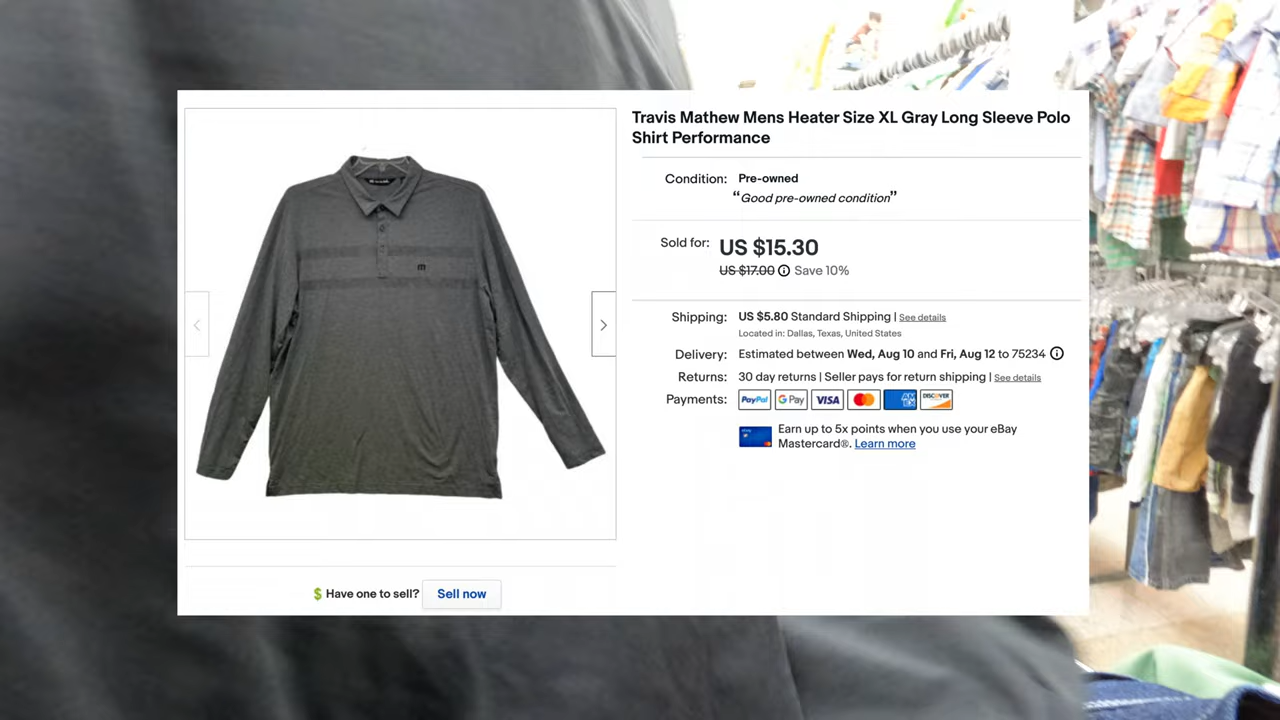 Travis Mathew Mens Heater Size XL Gray Long Sleeve Polo
Shirt Performance
Condition: Pre-owned
“Good pre-owned condition”
Sold for: US $15.30
US $17.00 Save 10%
Shipping: US $5.80 Standard Shipping | See details
Located in: Dallas, Texas, United States
Delivery: Estimated between Wed, Aug 10 and Fri, Aug 12 to 75234
Returns: 30 day returns | Seller pays for return shipping | See details
Payments: PayPal G Pay VISA AM EX DISCOVER
Earn up to 5x points when you use your eBay
Mastercard®. Learn more
m
Have one to sell? Sell now